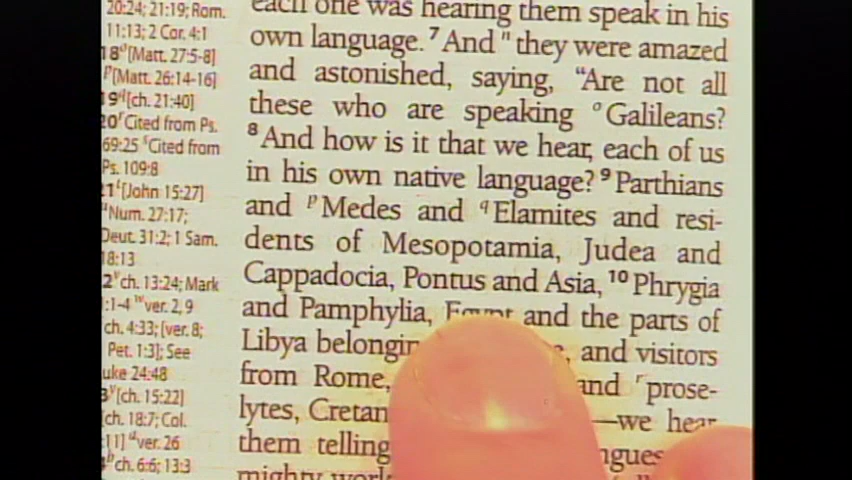 20:24; 21:19; Rom.
11:13; 2 Cor. 4:1
18 o[Matt. 27:5-8]
p[Matt. 26:14-16]
19 q[ch. 21:40]
20 r Cited from Ps.
69:25 s Cited from
Ps. 109:8
21 t[John 15:27]
u Num. 27:17;
Deut. 31:2; 1 Sam.
18:13
2 v ch. 13:24; Mark
:1-4 w ver. 2, 9
ch. 4:33; [ver. 8;
Pet. 1:3]; See
uke 24:48
3 y[ch. 15:22]
[ch. 18:7; Col.
11] a ver. 26
4 b ch. 6:6; 13:3
each one was hearing them speak in his
own language. 7 And n they were amazed
and astonished, saying, “Are not all
these who are speaking o Galileans?
8 And how is it that we hear, each of us
in his own native language? 9 Parthians
and p Medes and q Elamites and resi-
dents of Mesopotamia, Judea and
Cappadocia, Pontus and Asia, 10 Phrygia
and Pamphylia, Egypt and the parts of
Libya belonging , and visitors
from Rome, and r prose-
lytes, Cretan —we hear
them telling ngues
mighty work